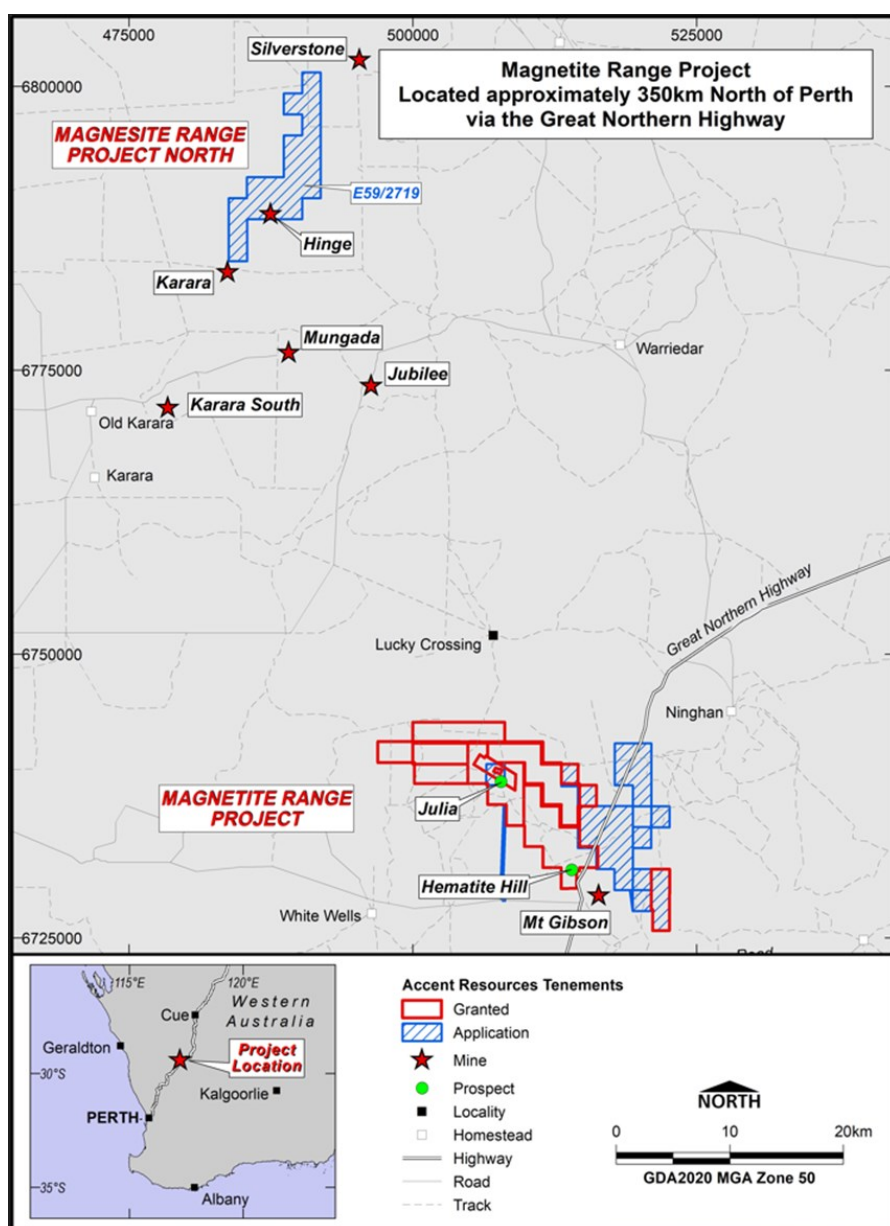 475000
500000
525000
Silverstone
6800000
Magnetite Range Project
Located approximately 350km North of Perth
via the Great Northern Highway
MAGNESITE RANGE
PROJECT NORTH
E59/2719
Hinge
Karara
Mungada
Warriedar
6775000
Jubilee
Karara South
Old Karara
Karara
Great Northern Highway
Lucky Crossing
6750000
Ninghan
MAGNETITE RANGE
PROJECT
Julia
Hematite Hill
White Wells
Mt Gibson
6725000
115°E
120°E
Western
Australia
Cue
Geraldton
Project
Location
30°S
Kalgoorlie
PERTH
35°S
Albany
Accent Resources Tenements
Granted
Application
Mine
Prospect
Locality
Homestead
Highway
Road
Track
NORTH
0 10 20km
GDA2020 MGA Zone 50